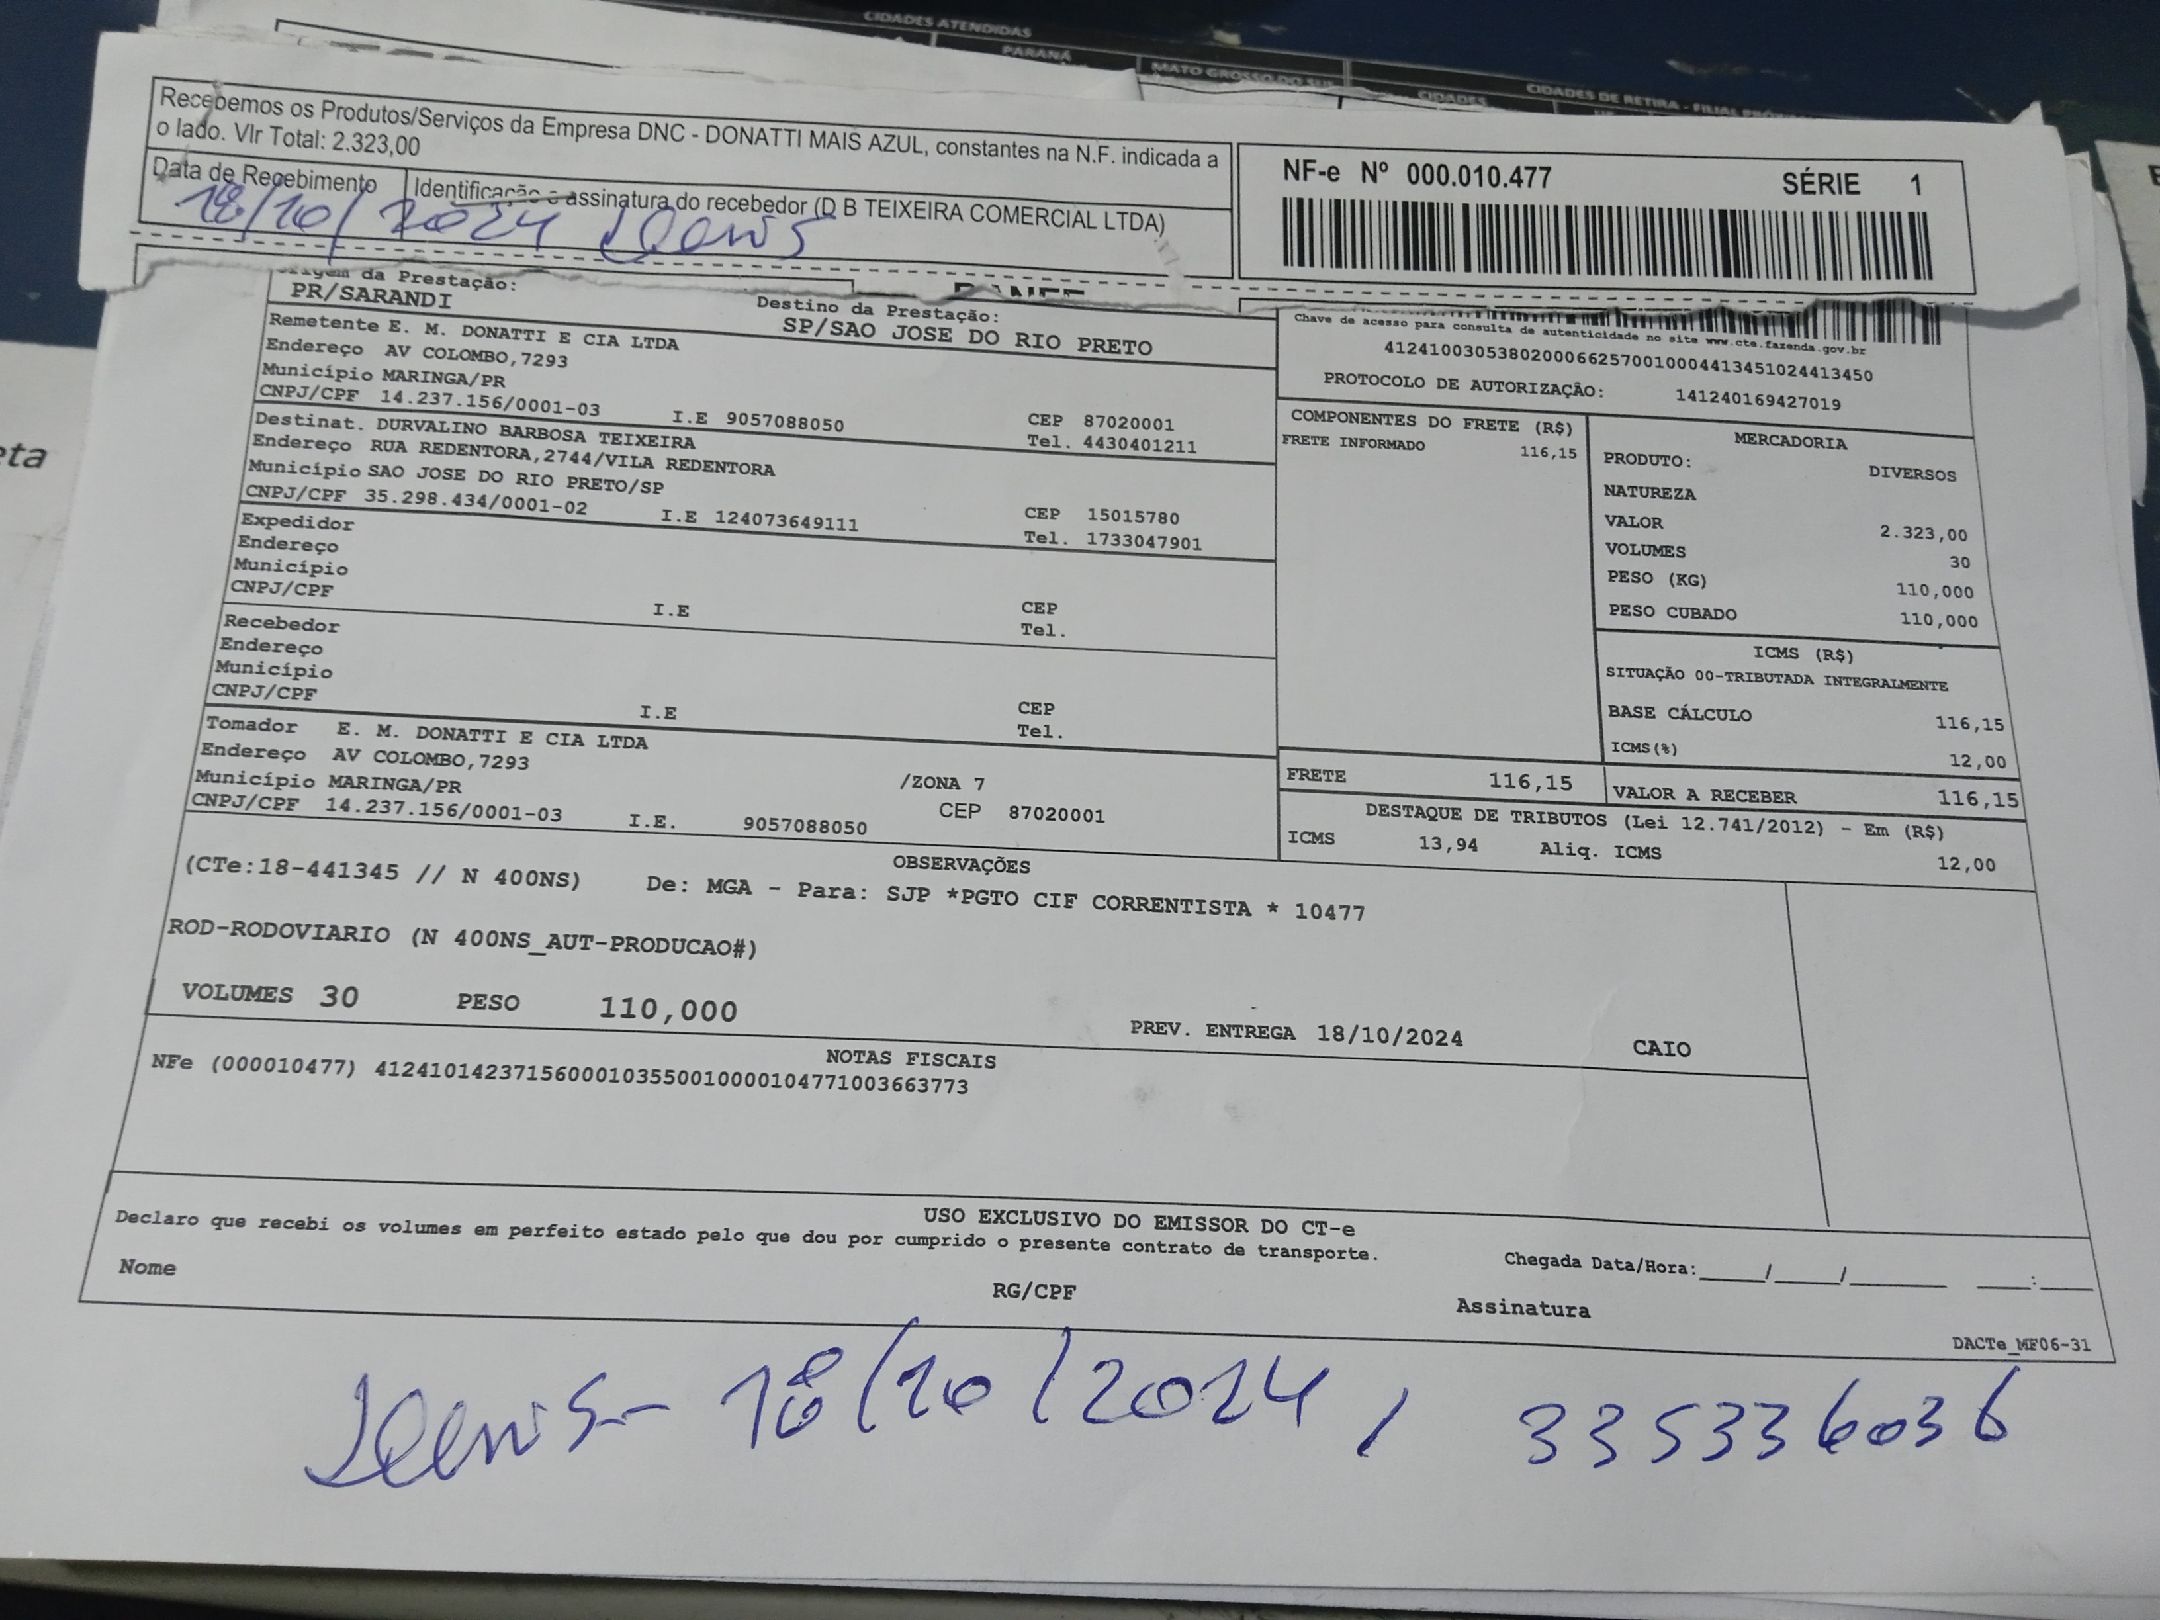 CIDADES ATENDIDAS
PARANÁ
MATO GROSSO DO SUL
CIDADES
CIDADES DE RETIRA - FILIAL
Recebemos os Produtos/Serviços da Empresa DNC - DONATTI MAIS AZUL, constantes na N.F. indicada a
o lado. Vlr Total: 2.323,00
Data de Recebimento
Identificação e assinatura do recebedor (D B TEIXEIRA COMERCIAL LTDA)
18/10/2024
NF-e Nº 000.010.477 SÉRIE 1
Origem da Prestação:
PR/SARANDI
Destino da Prestação:
SP/SAO JOSE DO RIO PRETO
Remetente E. M. DONATTI E CIA LTDA
Endereço AV COLOMBO,7293
Município MARINGA/PR
CNPJ/CPF 14.237.156/0001-03 I.E 9057088050 CEP 87020001
Tel. 4430401211
Destinat. DURVALINO BARBOSA TEIXEIRA
Endereço RUA REDENTORA,2744/VILA REDENTORA
Município SAO JOSE DO RIO PRETO/SP
CNPJ/CPF 35.298.434/0001-02 I.E 124073649111 CEP 15015780
Tel. 1733047901
Expedidor
Endereço
Município
CNPJ/CPF I.E CEP
Tel.
Recebedor
Endereço
Município
CNPJ/CPF I.E CEP
Tel.
Tomador E. M. DONATTI E CIA LTDA
Endereço AV COLOMBO,7293 /ZONA 7
Município MARINGA/PR CEP 87020001
CNPJ/CPF 14.237.156/0001-03 I.E. 9057088050
Chave de acesso para consulta de autenticidade no site www.cte.fazenda.gov.br
41241003053802000662570010004413451024413450
PROTOCOLO DE AUTORIZAÇÃO: 141240169427019
COMPONENTES DO FRETE (R$)
FRETE INFORMADO 116,15
MERCADORIA
PRODUTO: DIVERSOS
NATUREZA
VALOR 2.323,00
VOLUMES 30
PESO (KG) 110,000
PESO CUBADO 110,000
ICMS (R$)
SITUAÇÃO 00-TRIBUTADA INTEGRALMENTE
BASE CÁLCULO 116,15
ICMS(%) 12,00
FRETE 116,15 VALOR A RECEBER 116,15
DESTAQUE DE TRIBUTOS (Lei 12.741/2012) - Em (R$)
ICMS 13,94 Aliq. ICMS 12,00
OBSERVAÇÕES
(CTe:18-441345 // N 400NS) De: MGA - Para: SJP *PGTO CIF CORRENTISTA * 10477
ROD-RODOVIARIO (N 400NS_AUT-PRODUCAO#)
VOLUMES 30 PESO 110,000 PREV. ENTREGA 18/10/2024 CAIO
NOTAS FISCAIS
NFe (000010477) 41241014237156000103550010000104771003663773
USO EXCLUSIVO DO EMISSOR DO CT-e
Declaro que recebi os volumes em perfeito estado pelo que dou por cumprido o presente contrato de transporte.
Chegada Data/Hora:_____/_____/_______ ____:____
Nome RG/CPF Assinatura
DACTe_MF06-31
18/10/2024, 335336036